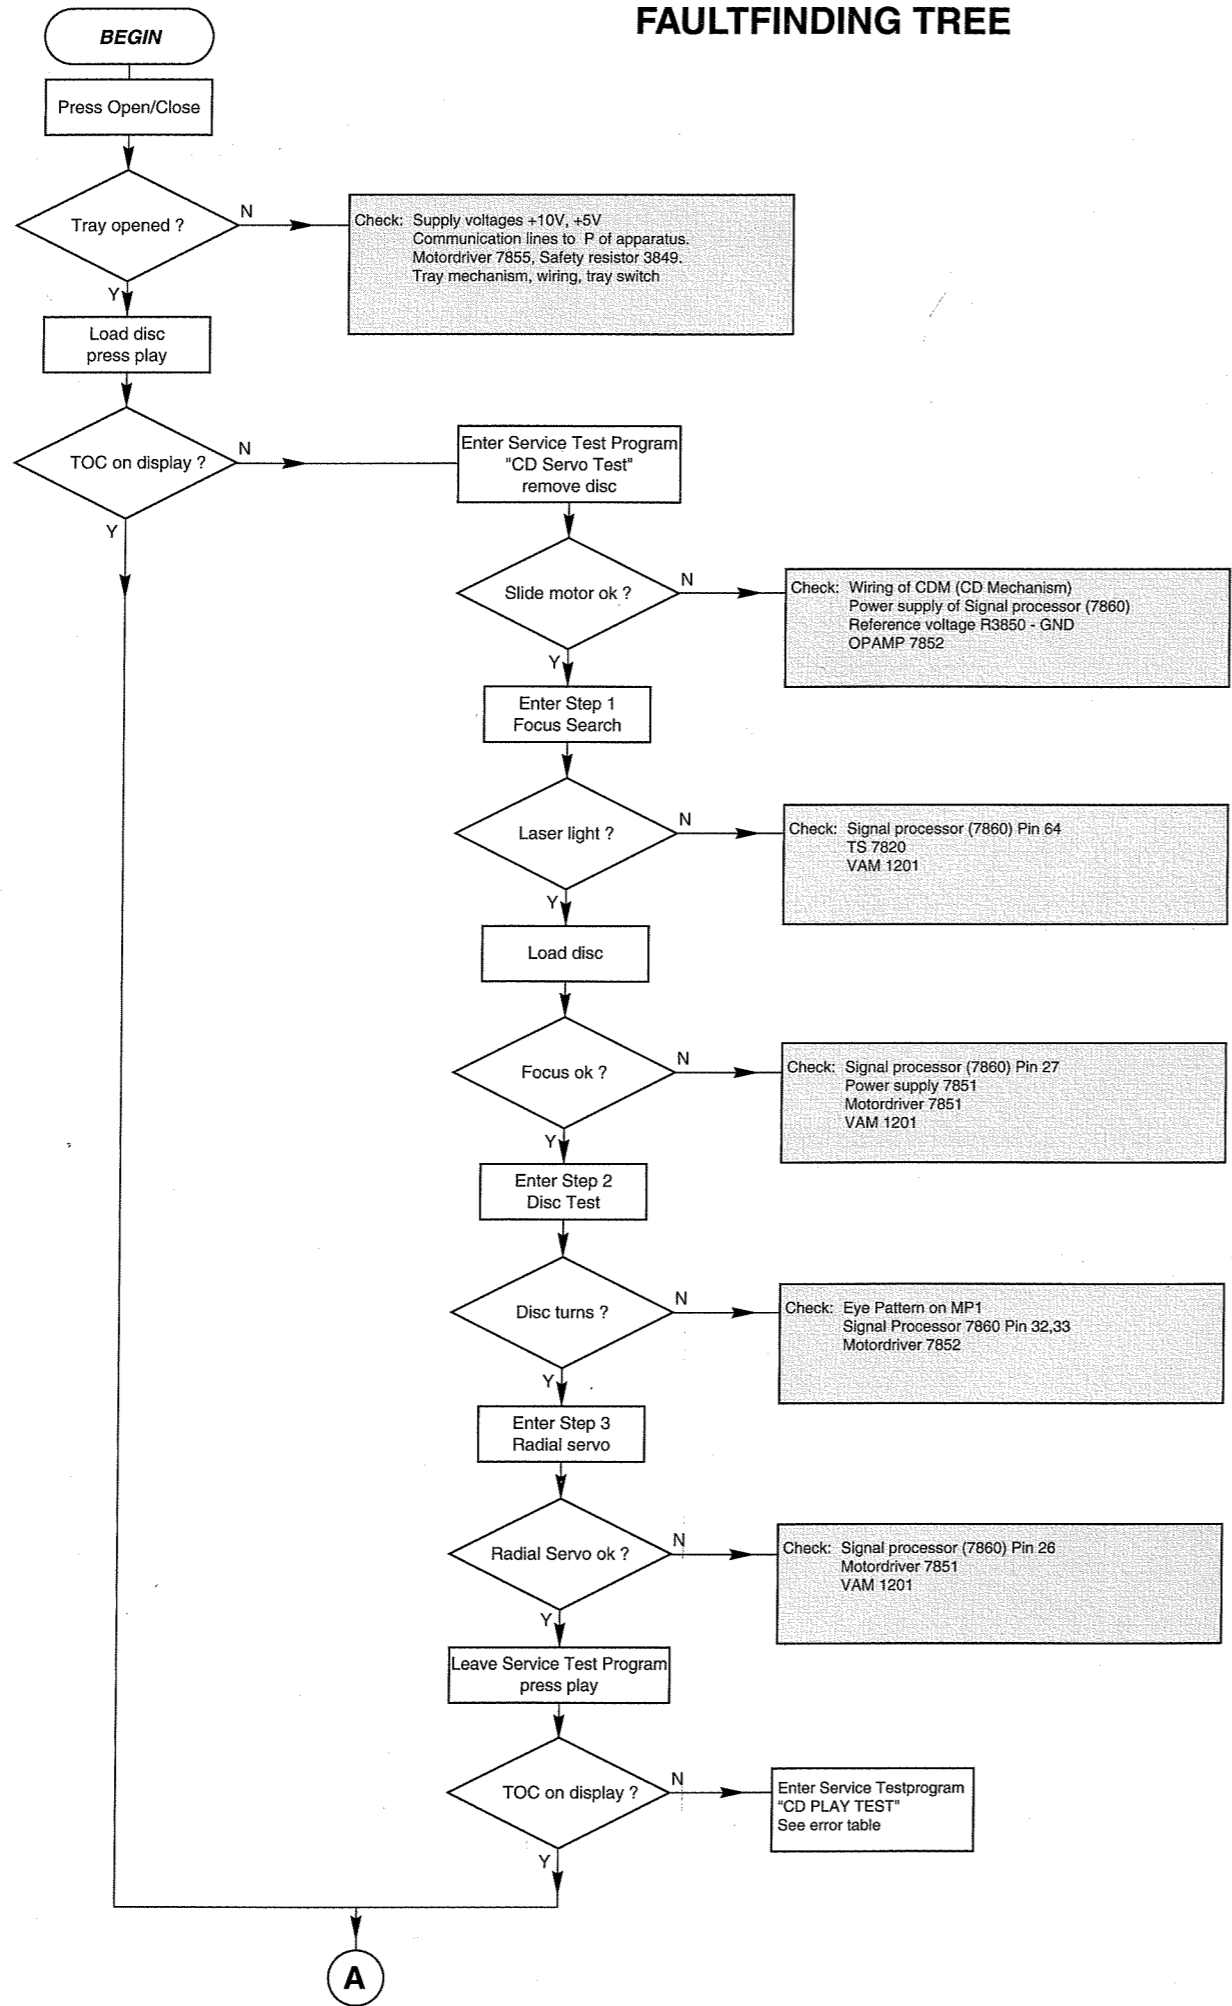 FAULTFINDING TREE
BEGIN
Press Open/Close
Tray opened ?
N
Check: Supply voltages +10V, +5V
Communication lines to P of apparatus.
Motordriver 7855, Safety resistor 3849.
Tray mechanism, wiring, tray switch
Y
Load disc
press play
TOC on display ?
N
Y
Enter Service Test Program
"CD Servo Test"
remove disc
Slide motor ok ?
N
Check: Wiring of CDM (CD Mechanism)
Power supply of Signal processor (7860)
Reference voltage R3850 - GND
OPAMP 7852
Y
Enter Step 1
Focus Search
Laser light ?
N
Check: Signal processor (7860) Pin 64
TS 7820
VAM 1201
Y
Load disc
Focus ok ?
N
Check: Signal processor (7860) Pin 27
Power supply 7851
Motordriver 7851
VAM 1201
Y
Enter Step 2
Disc Test
Disc turns ?
N
Check: Eye Pattern on MP1
Signal Processor 7860 Pin 32,33
Motordriver 7852
Y
Enter Step 3
Radial servo
Radial Servo ok ?
N
Check: Signal processor (7860) Pin 26
Motordriver 7851
VAM 1201
Y
Leave Service Test Program
press play
TOC on display ?
N
Enter Service Testprogram
"CD PLAY TEST"
See error table
Y
A